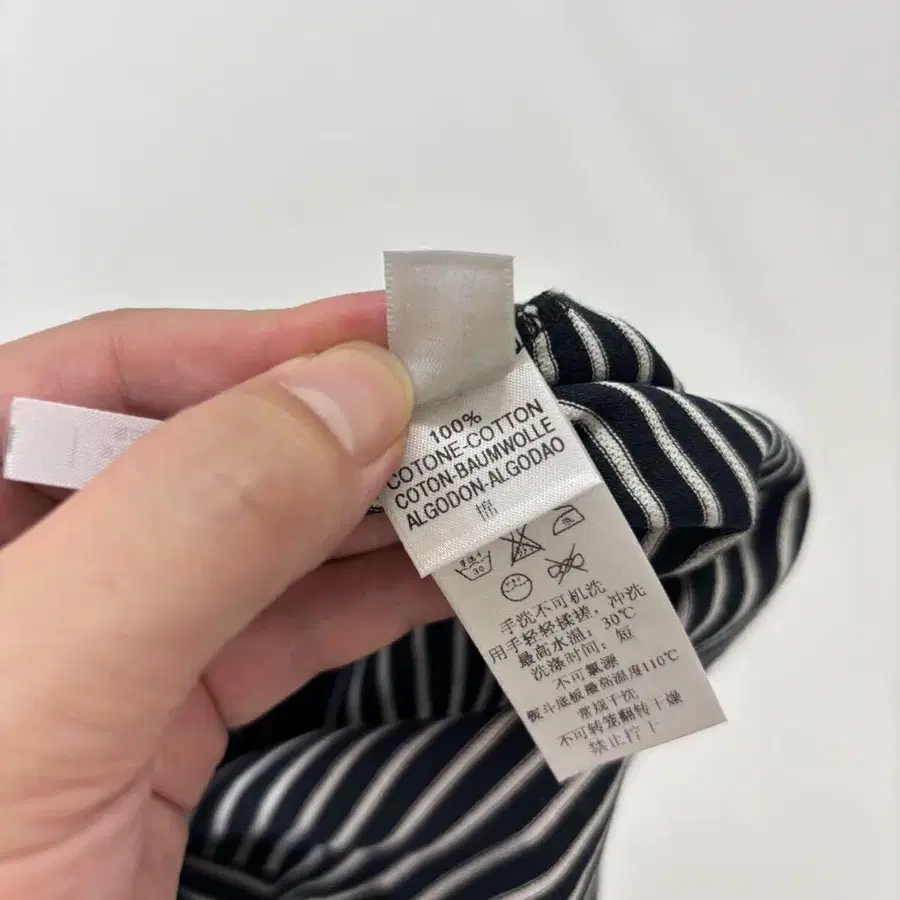 100%
COTONE-COTTON
COTON-BAUMWOLLE
ALGODON-ALGODAO
棉
30
手洗不可机洗
用手轻轻揉搓，冲洗
最高水温：30℃
洗涤时间：短
不可氯漂
熨斗底板最高温度110℃
常规干洗
不可转笼翻转干燥
禁止拧干